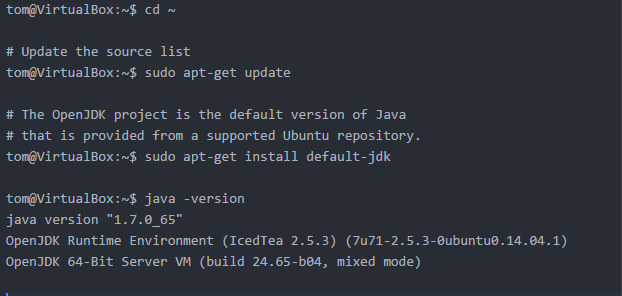 tom@VirtualBox:~$ cd ~
# Update the source list
tom@VirtualBox:~$ sudo apt-get update
# The OpenJDK project is the default version of Java
# that is provided from a supported Ubuntu repository.
tom@VirtualBox:~$ sudo apt-get install default-jdk
tom@VirtualBox:~$ java -version
java version "1.7.0_65"
OpenJDK Runtime Environment (IcedTea 2.5.3) (7u71-2.5.3-0ubuntu0.14.04.1)
OpenJDK 64-Bit Server VM (build 24.65-b04, mixed mode)